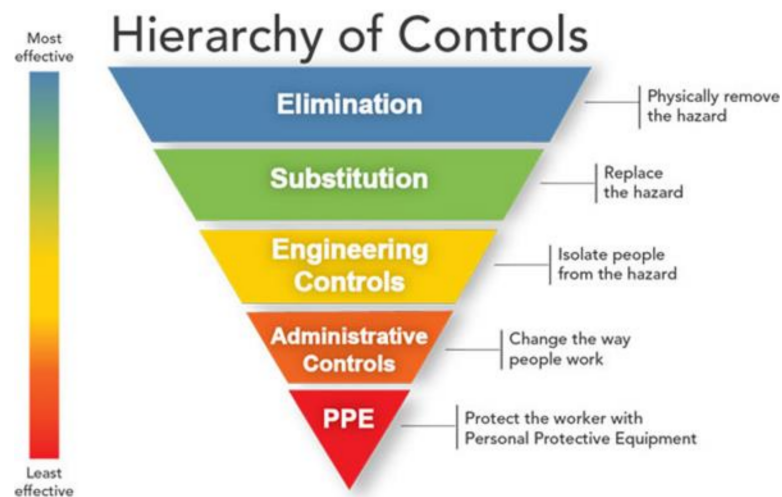 Hierarchy of Controls
Most
effective
Elimination
Physically remove
the hazard
Substitution
Replace
the hazard
Engineering
Controls
Isolate people
from the hazard
Administrative
Controls
Change the way
people work
PPE
Protect the worker with
Personal Protective Equipment
Least
effective